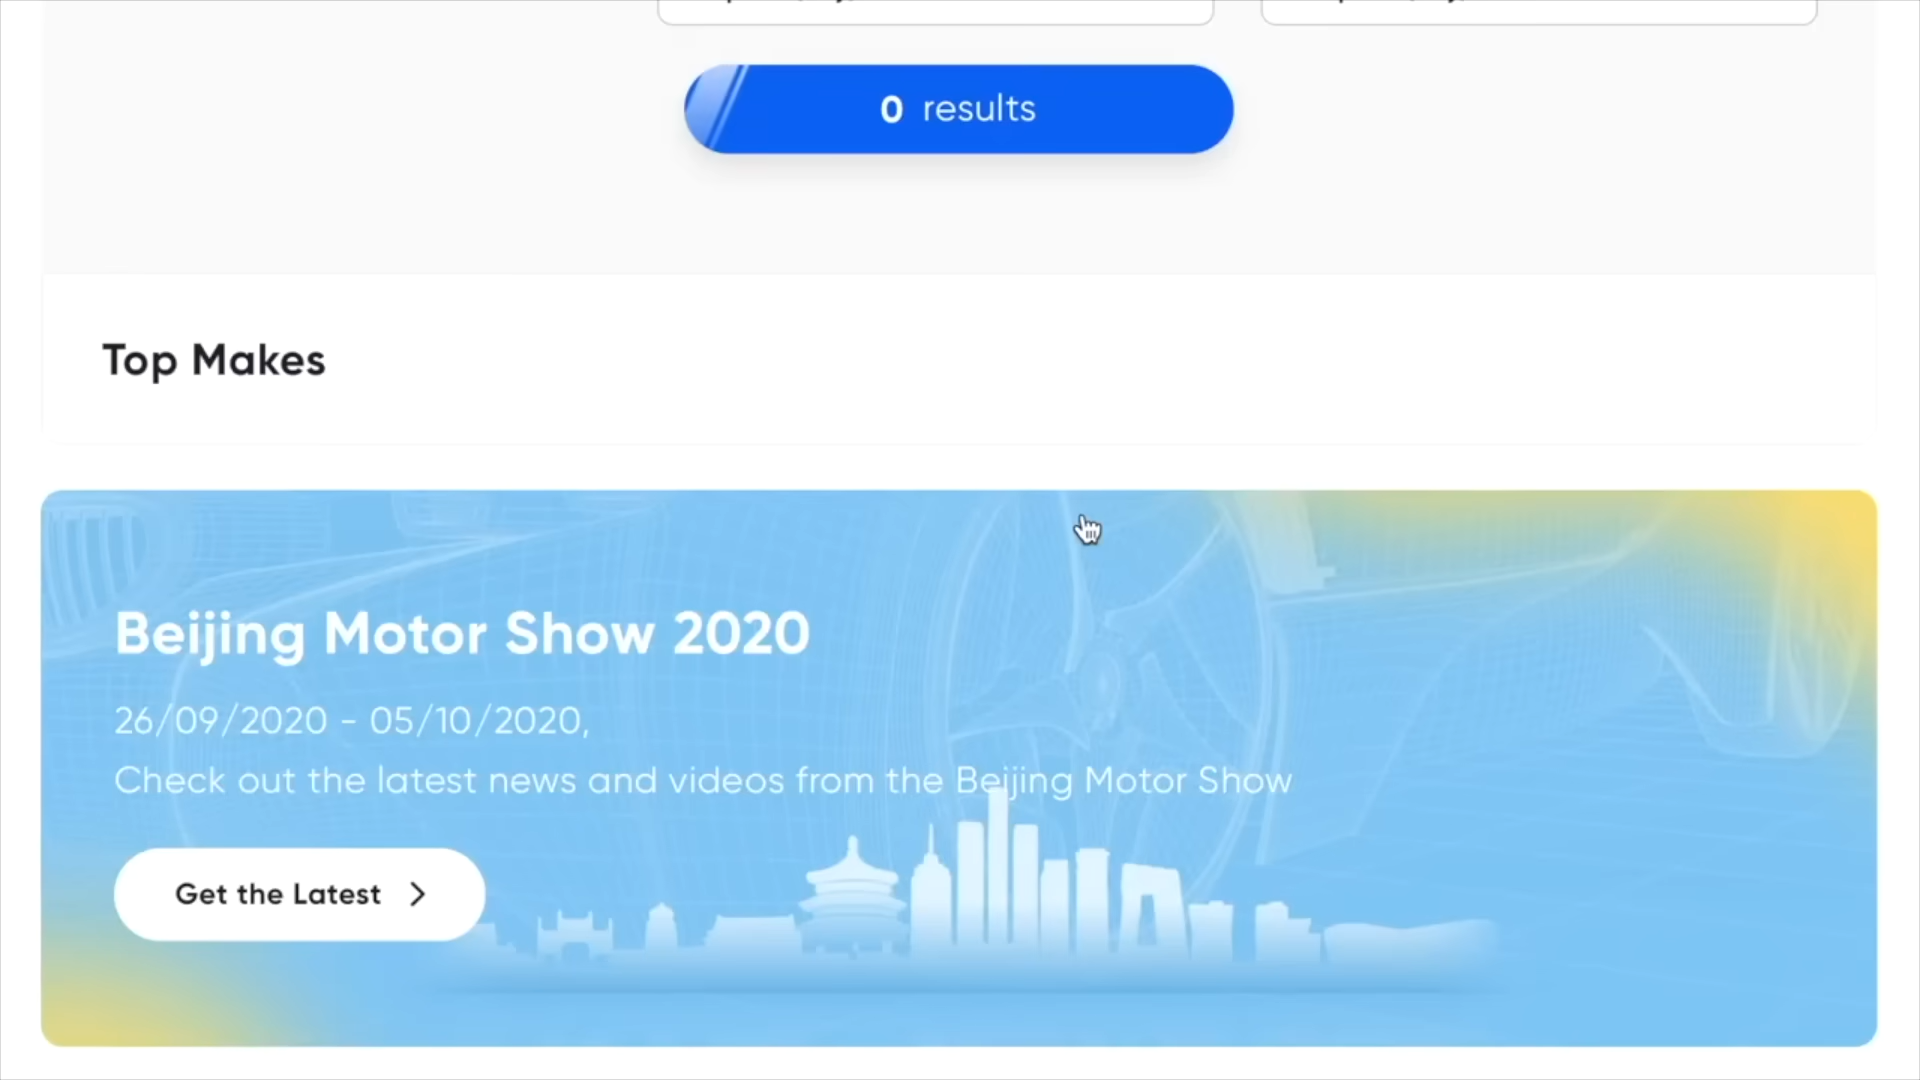 0 results
Top Makes
Beijing Motor Show 2020
26/09/2020 - 05/10/2020,
Check out the latest news and videos from the Beijing Motor Show
Get the Latest